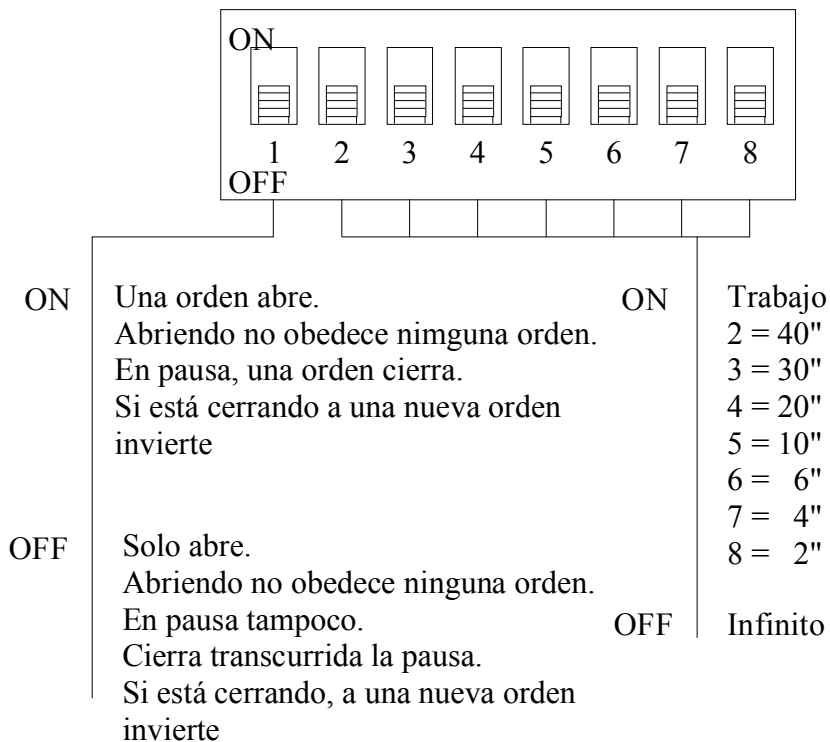 ON
1 2 3 4 5 6 7 8
OFF
ON
Una orden abre.
Abriendo no obedece nimguna orden.
En pausa, una orden cierra.
Si está cerrando a una nueva orden
invierte
OFF
Solo abre.
Abriendo no obedece ninguna orden.
En pausa tampoco.
Cierra transcurrida la pausa.
Si está cerrando, a una nueva orden
invierte
ON
Trabajo
2 = 40"
3 = 30"
4 = 20"
5 = 10"
6 = 6"
7 = 4"
8 = 2"
OFF
Infinito